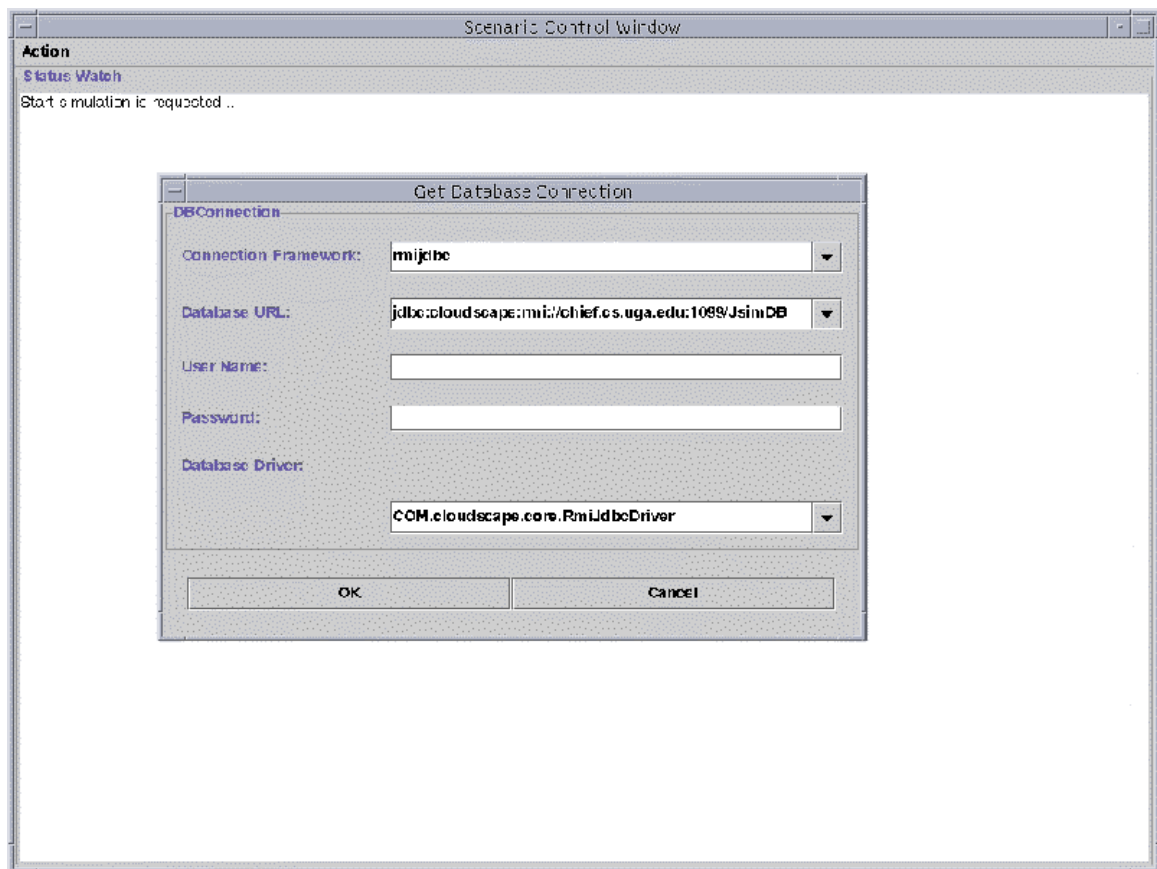 Scenario Control Window
Action
Status Watch
Start simulation is requested ..
Get Database Connection
DBConnection
Connection Framework:
rmijdbc
Database URL:
jdbc:cloudscape:rmi://chief.cs.uga.edu:1099/JsimDB
User Name:
Password:
Database Driver:
COM.cloudscape.core.RmiJdbcDriver
OK
Cancel